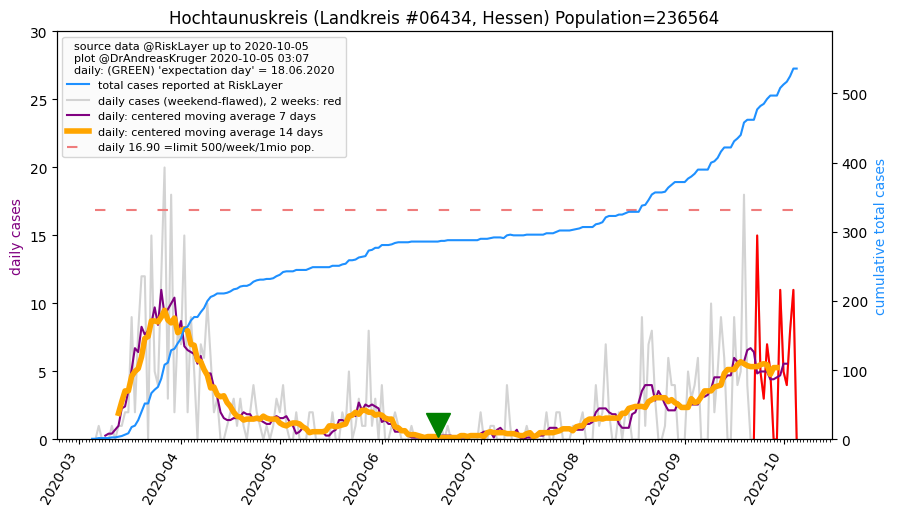 Hochtaunuskreis (Landkreis #06434, Hessen) Population=236564
source data @RiskLayer up to 2020-10-05
plot @DrAndreasKruger 2020-10-05 03:07
daily: (GREEN) 'expectation day' = 18.06.2020
total cases reported at RiskLayer
daily cases (weekend-flawed), 2 weeks: red
daily: centered moving average 7 days
daily: centered moving average 14 days
daily 16.90 =limit 500/week/1mio pop.
daily cases
30
25
20
15
10
5
0
cumulative total cases
500
400
300
200
100
0
2020-03
2020-04
2020-05
2020-06
2020-07
2020-08
2020-09
2020-10